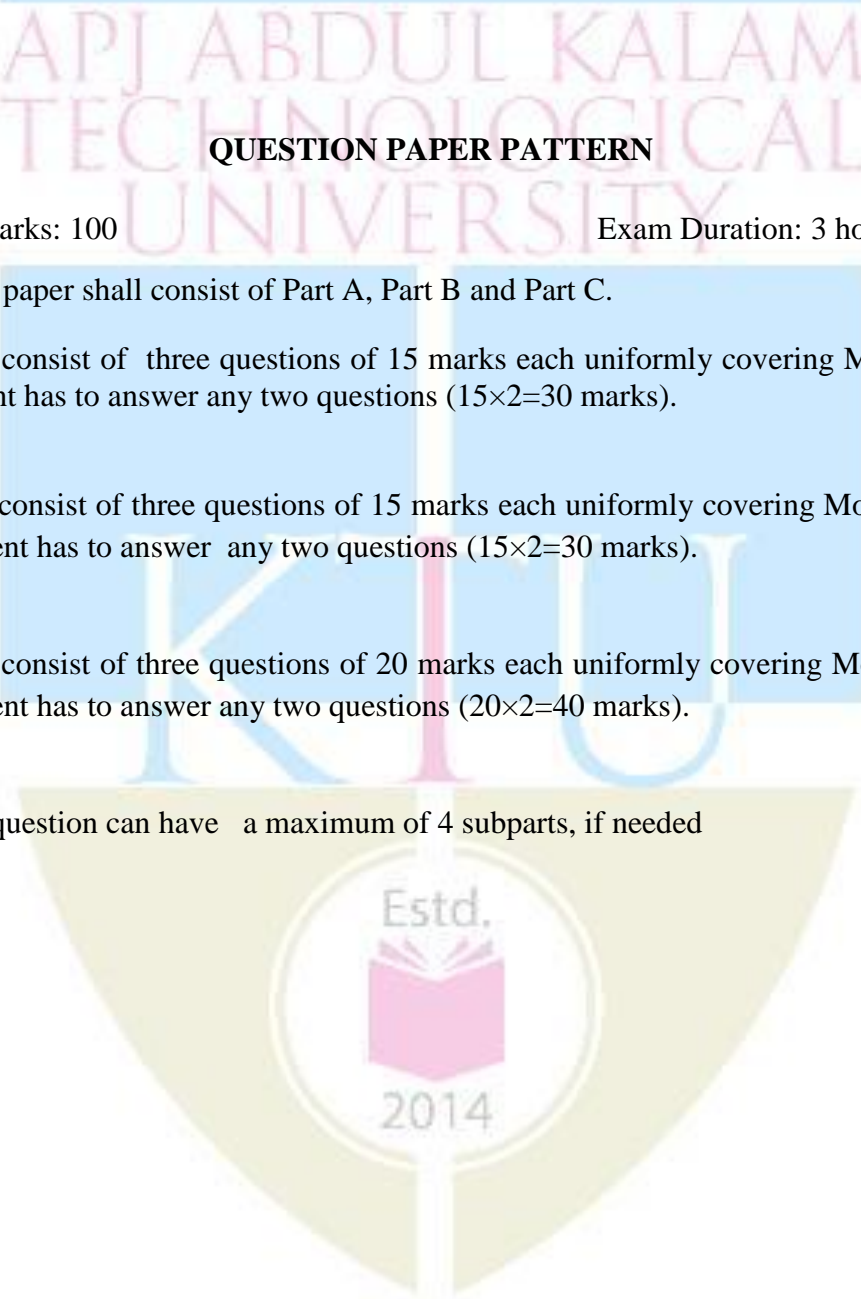 APJ ABDUL KALAM
TECHNOLOGICAL
UNIVERSITY
QUESTION PAPER PATTERN
arks: 100 Exam Duration: 3 ho
paper shall consist of Part A, Part B and Part C.
consist of three questions of 15 marks each uniformly covering M
nt has to answer any two questions (15×2=30 marks).
consist of three questions of 15 marks each uniformly covering Mo
ent has to answer any two questions (15×2=30 marks).
consist of three questions of 20 marks each uniformly covering Mo
ent has to answer any two questions (20×2=40 marks).
KTU
question can have a maximum of 4 subparts, if needed
Estd.
2014